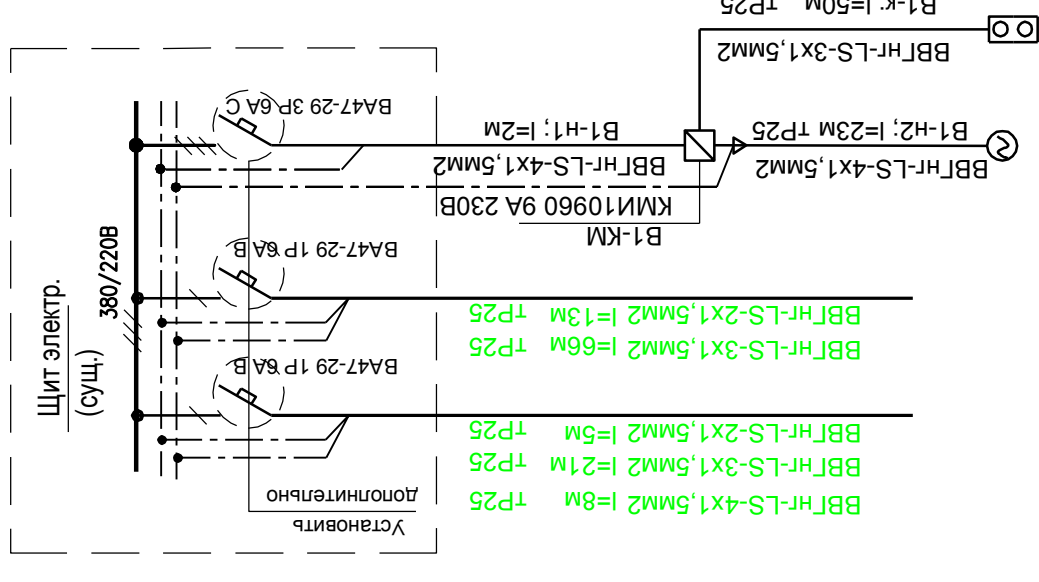 Установить
дополнительно
ВВГнг-LS-4х1,5мм2 l=8м тР25
ВВГнг-LS-3х1,5мм2 l=21м тР25
ВВГнг-LS-2х1,5мм2 l=5м тР25
ВА47-29 1Р 6А В
ВВГнг-LS-3х1,5мм2 l=66м тР25
ВВГнг-LS-2х1,5мм2 l=13м тР25
ВА47-29 1Р 6А В
Щит электр.
(сущ.)
380/220В
В1-КМ
КМИ10960 9А 230В
ВВГнг-LS-4х1,5мм2
В1-н2; l=23м тР25
ВВГнг-LS-4х1,5мм2
В1-н1; l=2м
ВА47-29 3Р 6А С
ВВГнг-LS-3х1,5мм2
В1-к; l=50м тР25